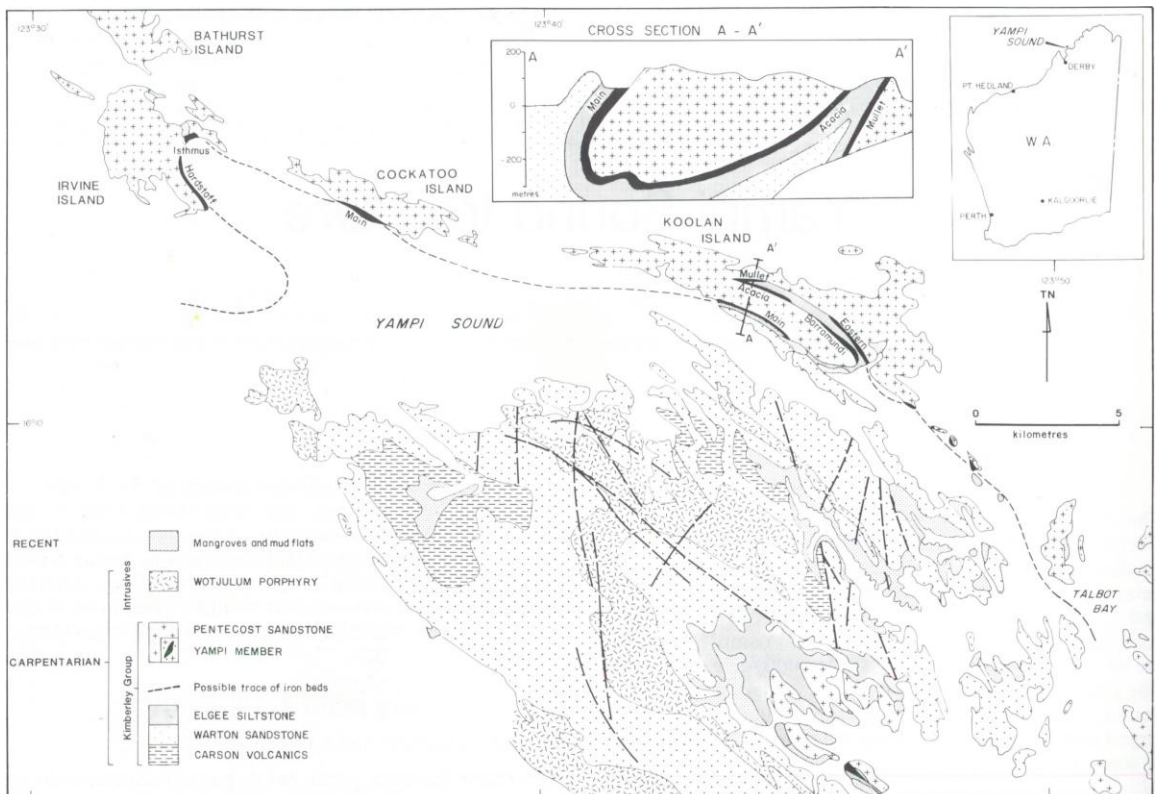 123°30'
123°40'
BATHURST
ISLAND
Isthmus
Hardstaff
IRVINE
ISLAND
COCKATOO
ISLAND
Main
CROSS SECTION A - A'
200
0
-200
metres
A
A'
Main
Acacia
Mullet
YAMPI
SOUND
DERBY
PT HEDLAND
W A
KALGOORLIE
PERTH
123°50'
TN
KOOLAN
ISLAND
A'
Mullet
Acacia
Main
A
Barramundi
Eastern
YAMPI SOUND
0 5
kilometres
16°10'
TALBOT
BAY
RECENT
Mangroves and mud flats
Intrusives
WOTJULUM PORPHYRY
CARPENTARIAN
Kimberley Group
PENTECOST SANDSTONE
YAMPI MEMBER
Possible trace of iron beds
ELGEE SILTSTONE
WARTON SANDSTONE
CARSON VOLCANICS